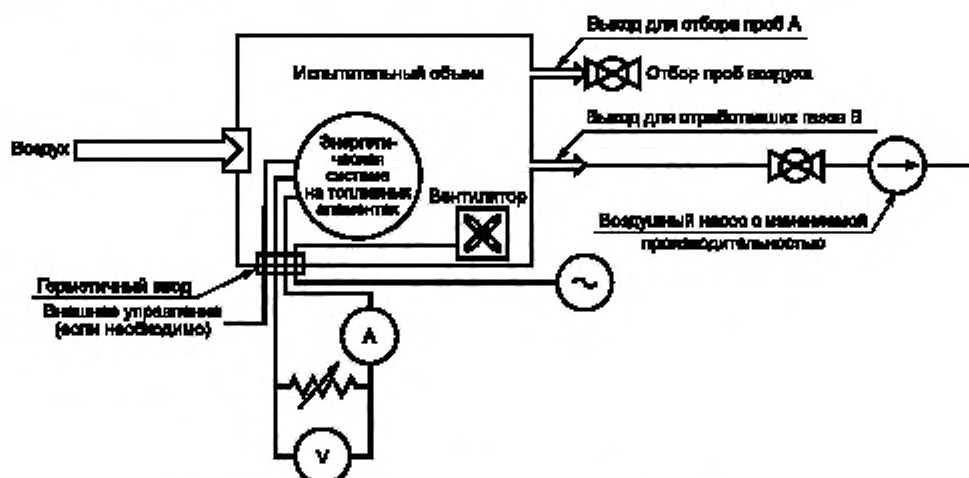 Выход для отбора проб А
Испытательный объем
Отбор проб воздуха
Выход для отработавших газов В
Воздух
Энергети-
ческая
система
на топливных
элементах
Вентилятор
Воздушный насос с изменяемой
производительностью
Герметичный ввод
Внешнее управление
(если необходимо)
А
V